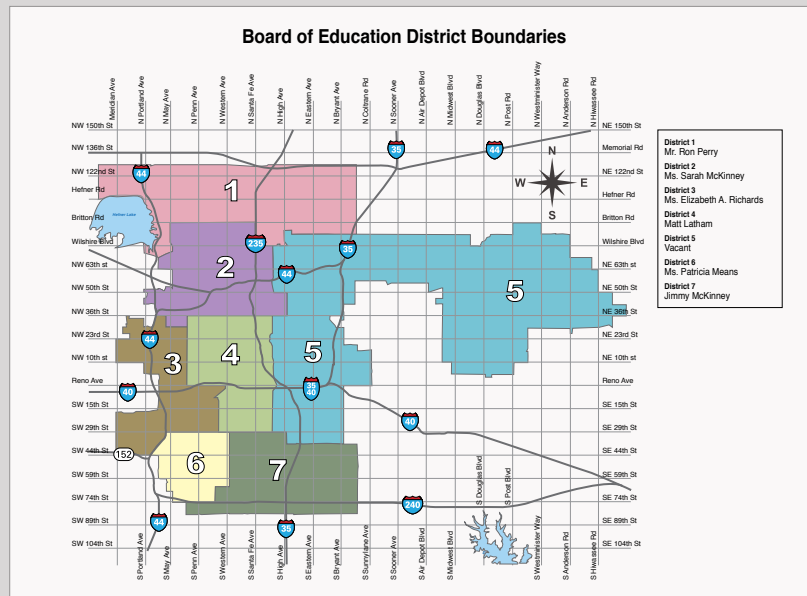 Board of Education District Boundaries
Meridian Ave
N Portland Ave
N May Ave
N Penn Ave
N Western Ave
N Santa Fe Ave
N High Ave
N Eastern Ave
N Bryant Ave
N Coltrane Rd
N Sooner Ave
N Air Depot Blvd
N Midwest Blvd
N Douglas Blvd
N Post Rd
N Westminister Way
N Anderson Rd
N Hiwassee Rd
NW 150th St
NE 150th St
NW 136th St
35
44
Memorial Rd
NW 122nd St
44
NE 122nd St
Hefner Rd
1
Hefner Rd
N
W
E
S
Britton Rd
Hefner Lake
Britton Rd
Wilshire Blvd
235
35
Wilshire Blvd
NW 63th st
2
44
NE 63th st
NW 50th St
5
NE 50th St
NW 36th St
NE 36th St
NW 23rd St
44
NE 23rd St
NW 10th st
3
4
5
NE 10th st
Reno Ave
40
35
40
Reno Ave
SW 15th St
SE 15th St
SW 29th St
40
SE 29th St
SW 44th St
152
SE 44th St
6
7
SW 59th St
SE 59th St
SW 74th St
240
SE 74th St
SW 89th St
44
35
SE 89th St
SW 104th St
SE 104th St
S Portland Ave
S May Ave
S Penn Ave
S Western Ave
S Santa Fe Ave
S High Ave
S Eastern Ave
S Bryant Ave
Sunnylane Ave
S Sooner Ave
S Air Depot Blvd
S Midwest Blvd
S Douglas Blvd
S Post Blvd
S Westminister Way
S Anderson Rd
S Hiwassee Rd
District 1
Mr. Ron Perry
District 2
Ms. Sarah McKinney
District 3
Ms. Elizabeth A. Richards
District 4
Matt Latham
District 5
Vacant
District 6
Ms. Patricia Means
District 7
Jimmy McKinney